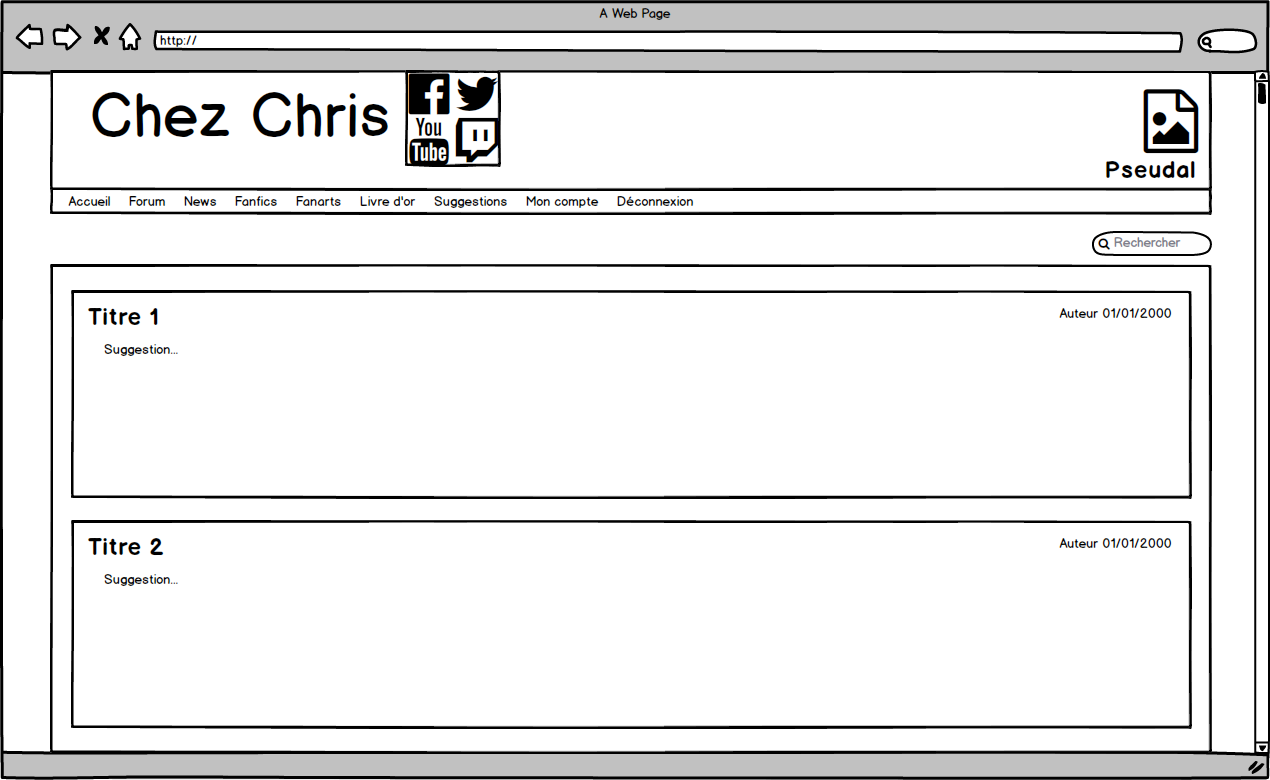 A Web Page
http://
Chez Chris
You
Tube
Pseudal
Accueil Forum News Fanfics Fanarts Livre d'or Suggestions Mon compte Déconnexion
Rechercher
Titre 1
Auteur 01/01/2000
Suggestion...
Titre 2
Auteur 01/01/2000
Suggestion...